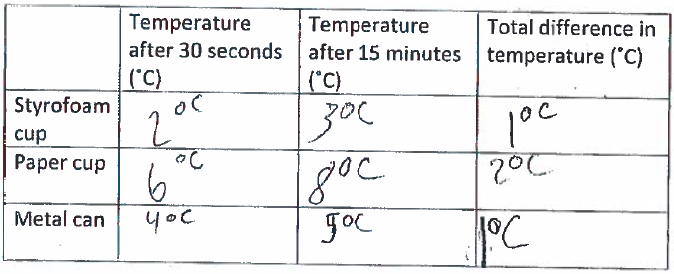 Temperature after 30 seconds (°C) Temperature after 15 minutes (°C) Total difference in temperature (°C)
Styrofoam cup 2°C 3°C 1°C
Paper cup 6°C 8°C 2°C
Metal can 4°C 5°C 1°C